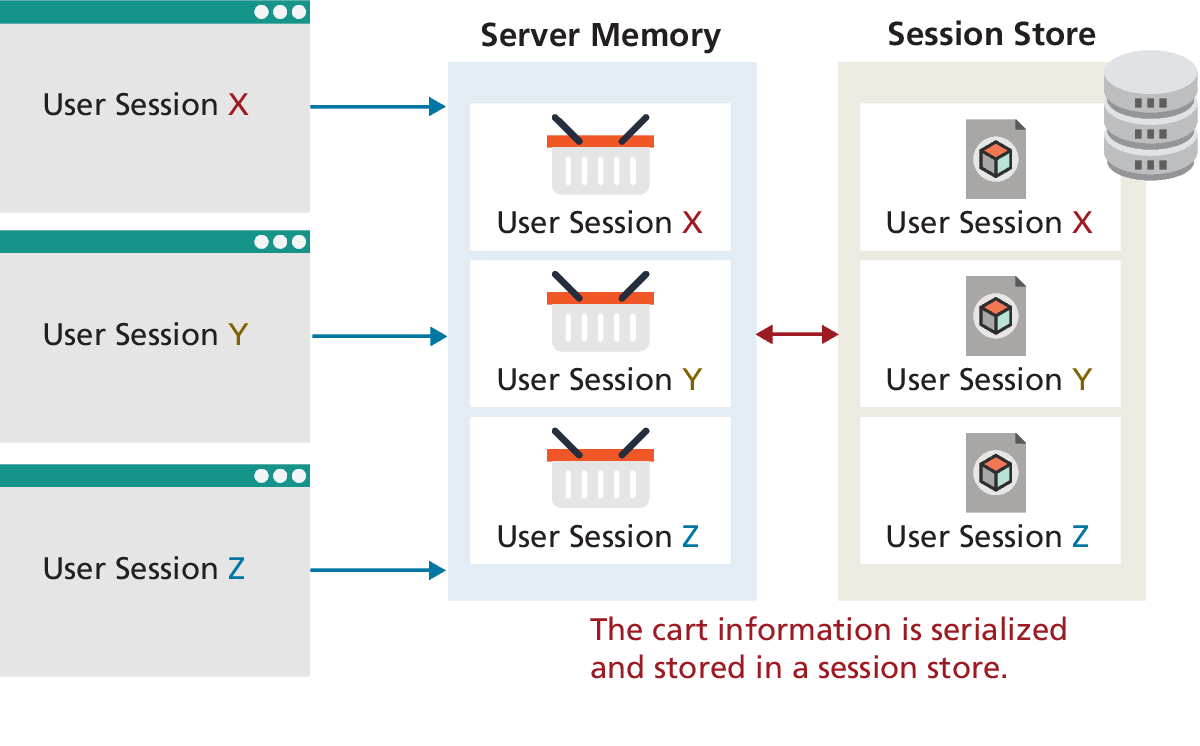 Server Memory
Session Store
User Session X
User Session Y
User Session Z
User Session X
User Session Y
User Session Z
User Session X
User Session Y
User Session Z
The cart information is serialized
and stored in a session store.